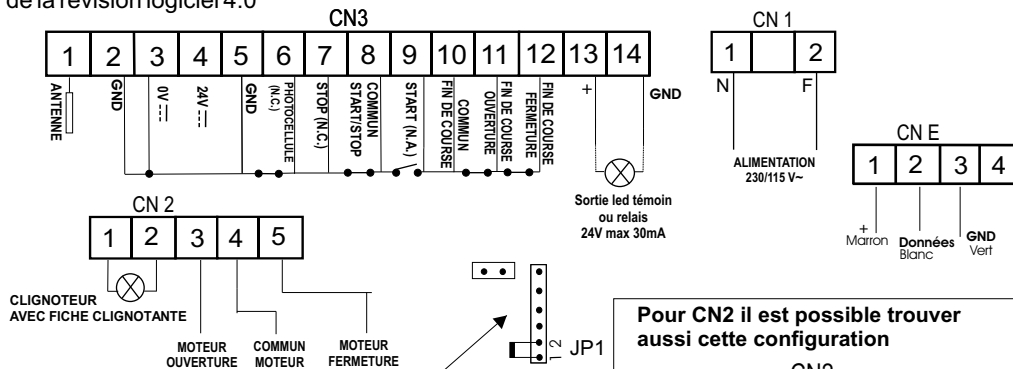 de la révision logiciel 4.0
CN3
1 2 3 4 5 6 7 8 9 10 11 12 13 14
ANTENNE
GND
0V
24V
GND
PHOTOCELLULE
(N.C.)
STOP (N.C.)
COMMUN
START/STOP
START (N.A.)
COMMUN
FIN DE COURSE
FIN DE COURSE
OUVERTURE
FIN DE COURSE
FERMETURE
+
GND
Sortie led témoin
ou relais
24V max 30mA
CN 1
1 2
N F
ALIMENTATION
230/115 V~
CN E
1 2 3 4
+
Marron
Données
Blanc
GND
Vert
CN 2
1 2 3 4 5
CLIGNOTEUR
AVEC FICHE CLIGNOTANTE
MOTEUR
OUVERTURE
COMMUN
MOTEUR
MOTEUR
FERMETURE
1 2
JP1
Pour CN2 il est possible trouver
aussi cette configuration
CN2